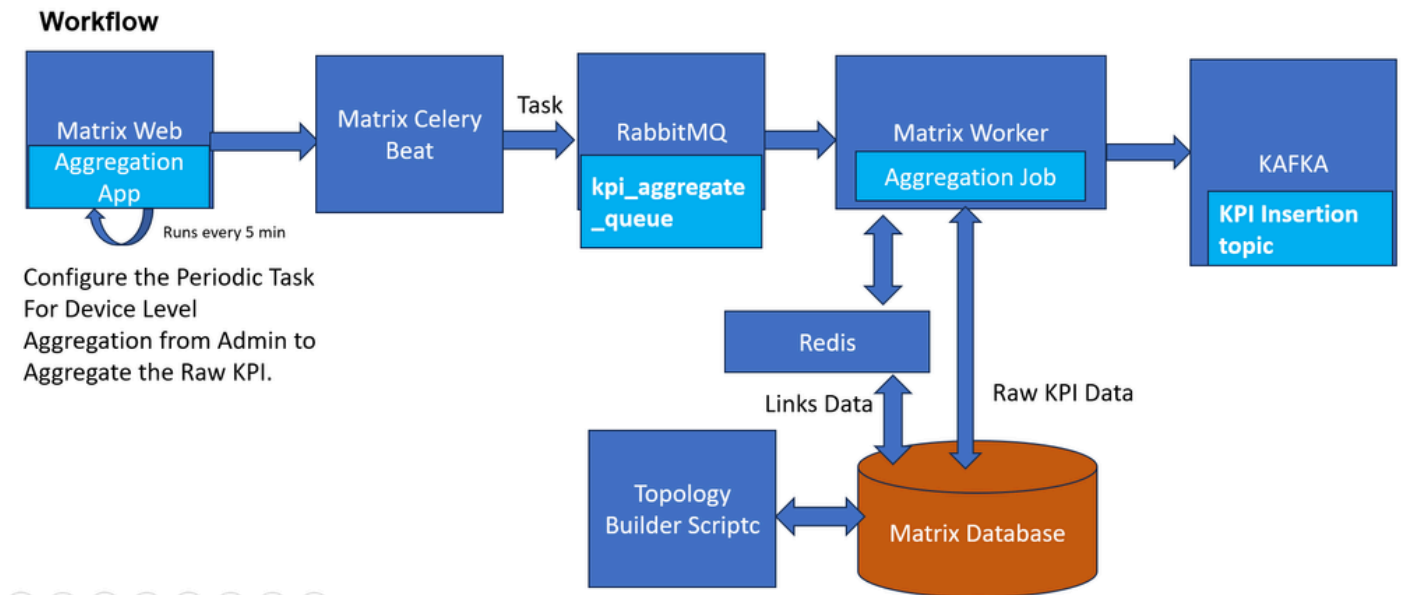 Workflow
Matrix Web
Aggregation
App
Runs every 5 min
Configure the Periodic Task
For Device Level
Aggregation from Admin to
Aggregate the Raw KPI.
Matrix Celery
Beat
Task
RabbitMQ
kpi_aggregate
_queue
Matrix Worker
Aggregation Job
KAFKA
KPI Insertion
topic
Redis
Links Data
Raw KPI Data
Topology
Builder Scriptc
Matrix Database